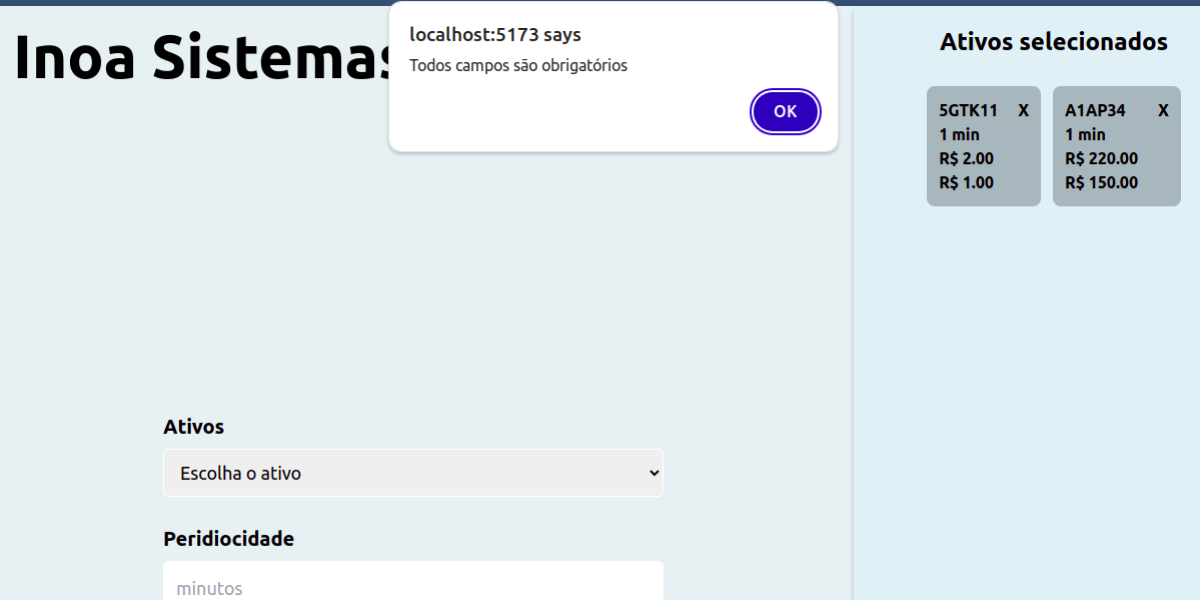 Inoa Sistemas
localhost:5173 says
Todos campos são obrigatórios
OK
Ativos
Escolha o ativo
Peridiocidade
minutos
Ativos selecionados
5GTK11 X
1 min
R$ 2.00
R$ 1.00
A1AP34 X
1 min
R$ 220.00
R$ 150.00